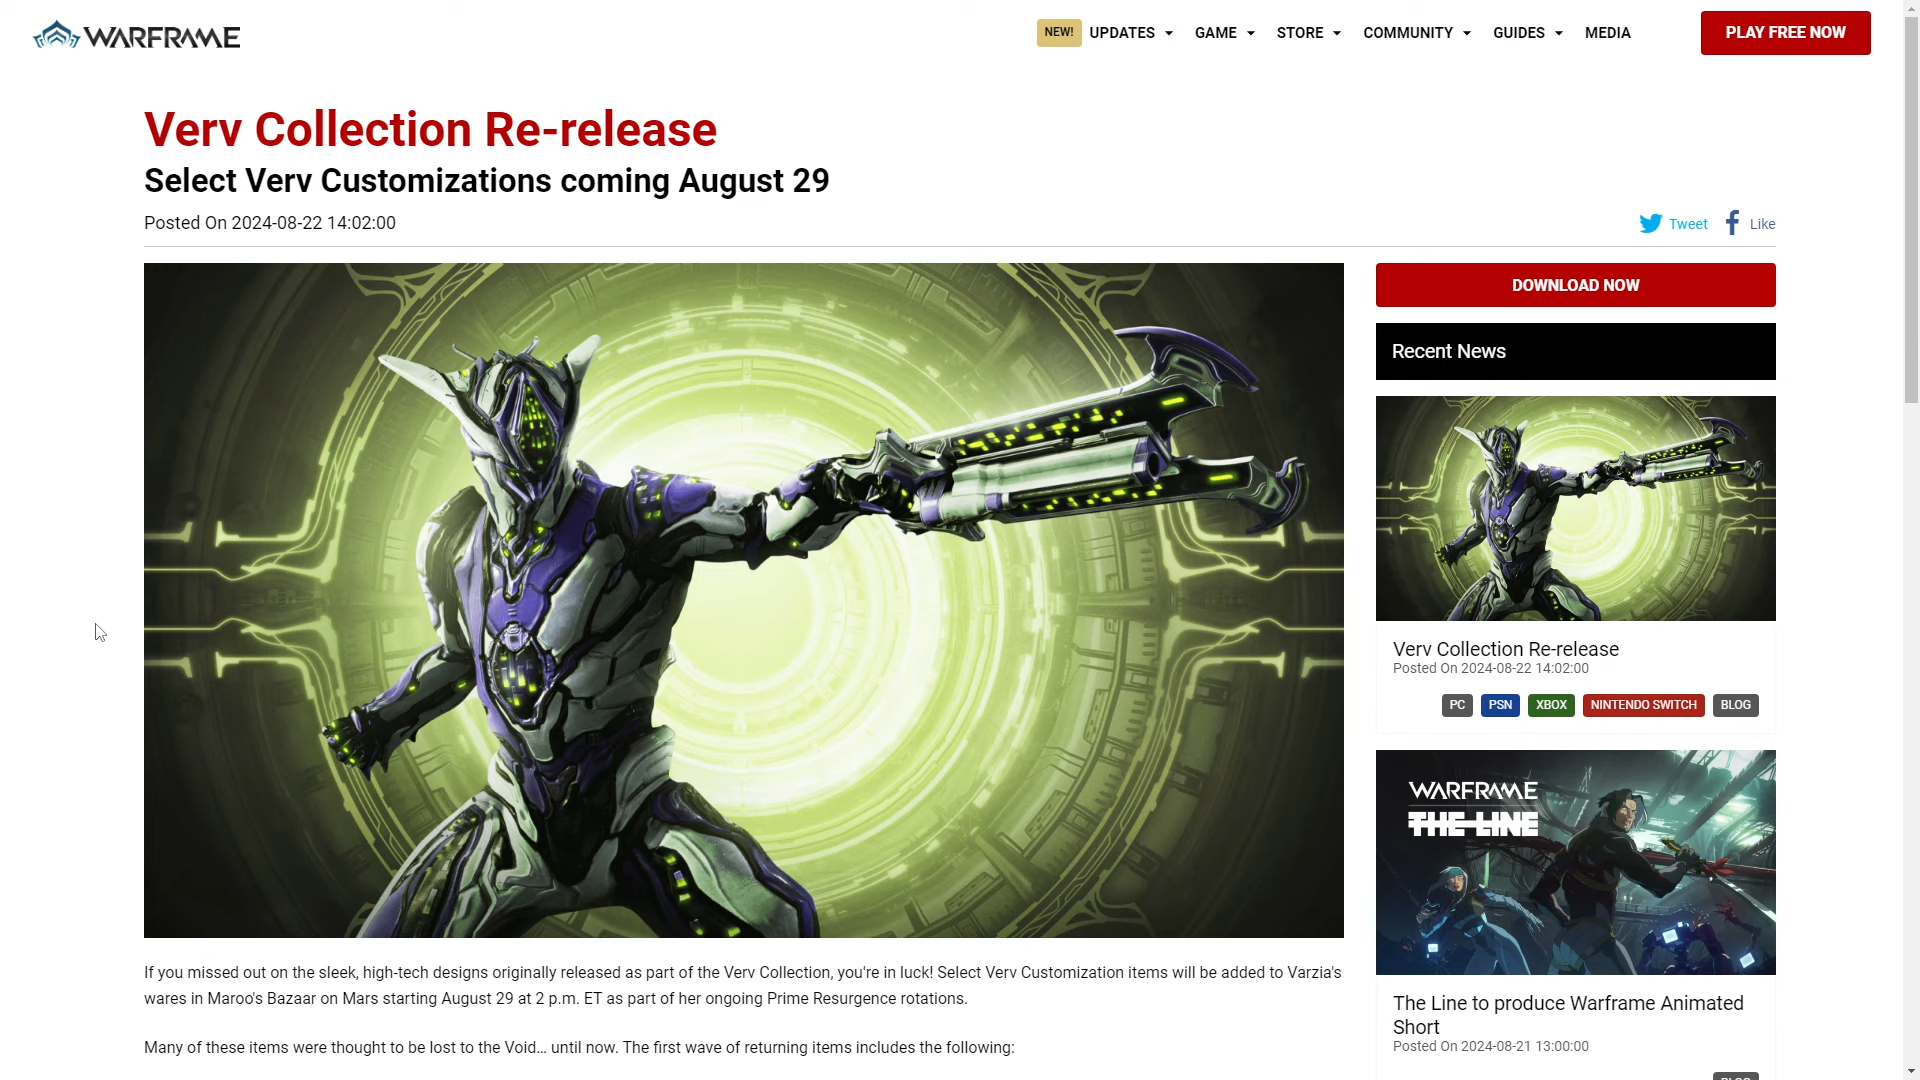 WARFRAME
NEW! UPDATES GAME STORE COMMUNITY GUIDES MEDIA PLAY FREE NOW
Verv Collection Re-release
Select Verv Customizations coming August 29
Posted On 2024-08-22 14:02:00
Tweet Like
If you missed out on the sleek, high-tech designs originally released as part of the Verv Collection, you're in luck! Select Verv Customization items will be added to Varzia's
wares in Maroo's Bazaar on Mars starting August 29 at 2 p.m. ET as part of her ongoing Prime Resurgence rotations.
Many of these items were thought to be lost to the Void... until now. The first wave of returning items includes the following:
DOWNLOAD NOW
Recent News
Verv Collection Re-release
Posted On 2024-08-22 14:02:00
PC PSN XBOX NINTENDO SWITCH BLOG
WARFRAME
THE LINE
The Line to produce Warframe Animated
Short
Posted On 2024-08-21 13:00:00
BLOG